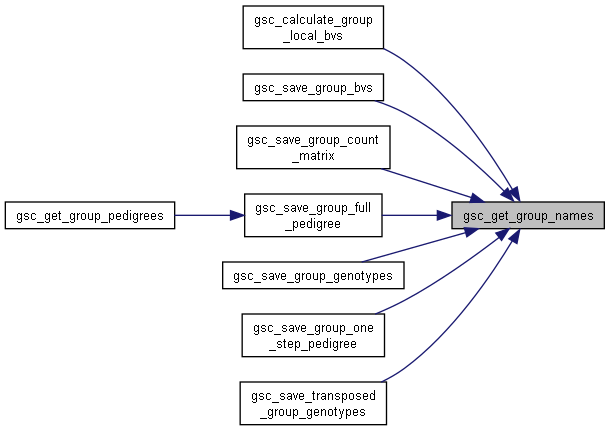 gsc_calculate_group
_local_bvs
gsc_save_group_bvs
gsc_save_group_count
_matrix
gsc_get_group_pedigrees
gsc_save_group_full
_pedigree
gsc_get_group_names
gsc_save_group_genotypes
gsc_save_group_one
_step_pedigree
gsc_save_transposed
_group_genotypes